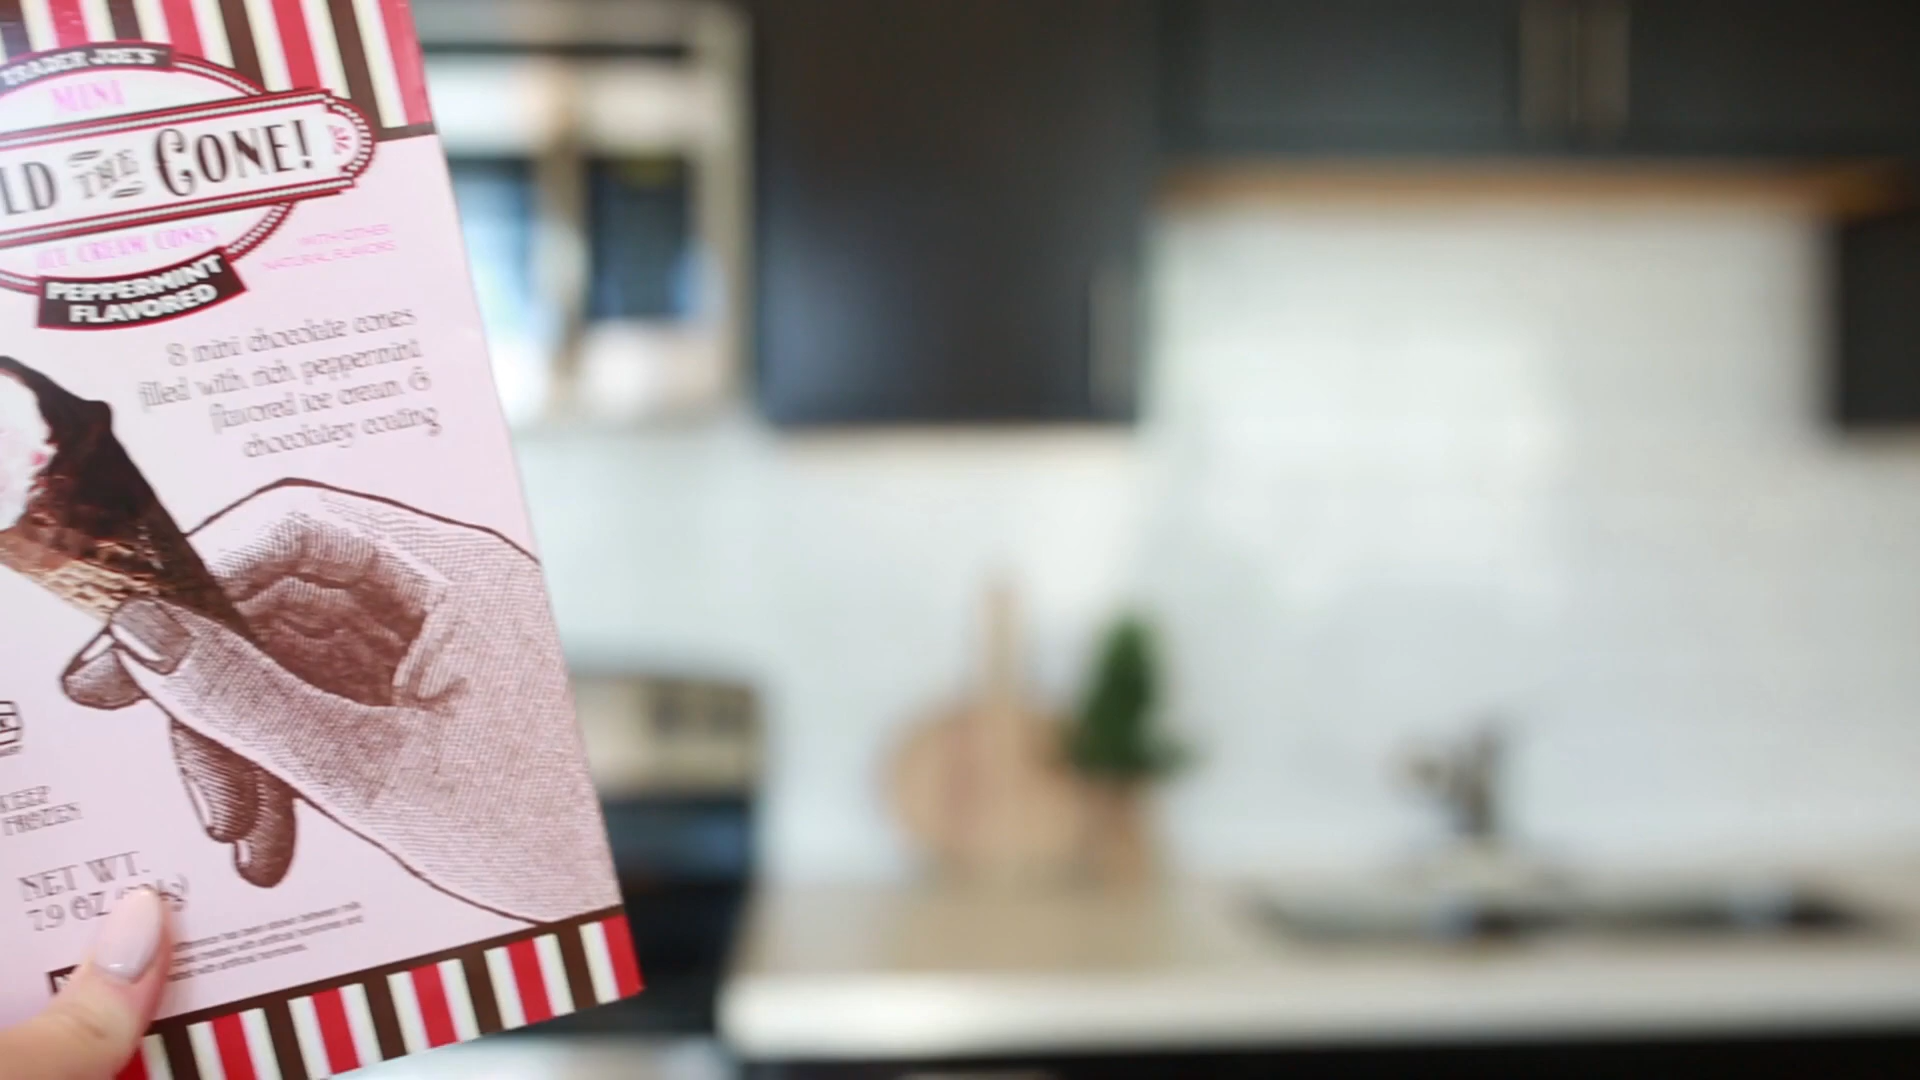 TRADER JOE'S
MINI
LD THE CONE!
ICE CREAM CONES
WITH OTHER
NATURAL FLAVORS
PEPPERMINT
FLAVORED
8 mini chocolate cones
filled with rich peppermint
flavored ice cream &
chocolatey coating
KEEP
FROZEN
NET WT.
7.9 OZ